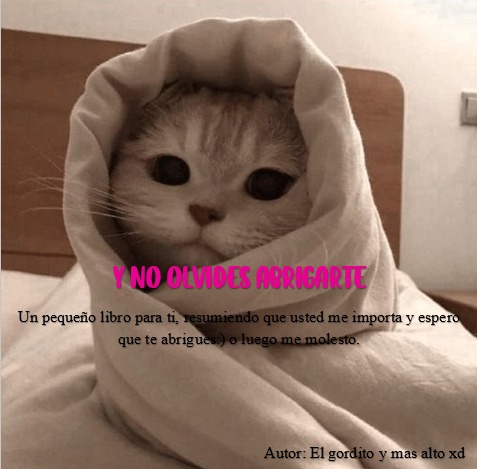 Y NO OLVIDES ABRIGARTE
Un pequeño libro para ti, resumiendo que usted me importa y espero
que te abrigues:) o luego me molesto.
Autor: El gordito y mas alto xd